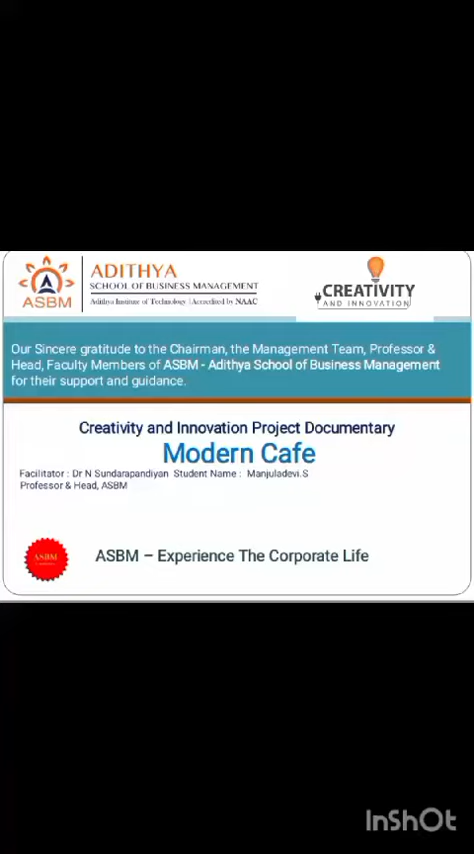 ADITHYA
SCHOOL OF BUSINESS MANAGEMENT
Adithya Institute of Technology | Accredited by NAAC
ASBM
CREATIVITY
AND INNOVATION
Our Sincere gratitude to the Chairman, the Management Team, Professor &
Head, Faculty Members of ASBM - Adithya School of Business Management
for their support and guidance.
Creativity and Innovation Project Documentary
Modern Cafe
Facilitator : Dr N Sundarapandiyan Student Name : Manjuladevi.S
Professor & Head, ASBM
ASBM
ASBM – Experience The Corporate Life
InShOt